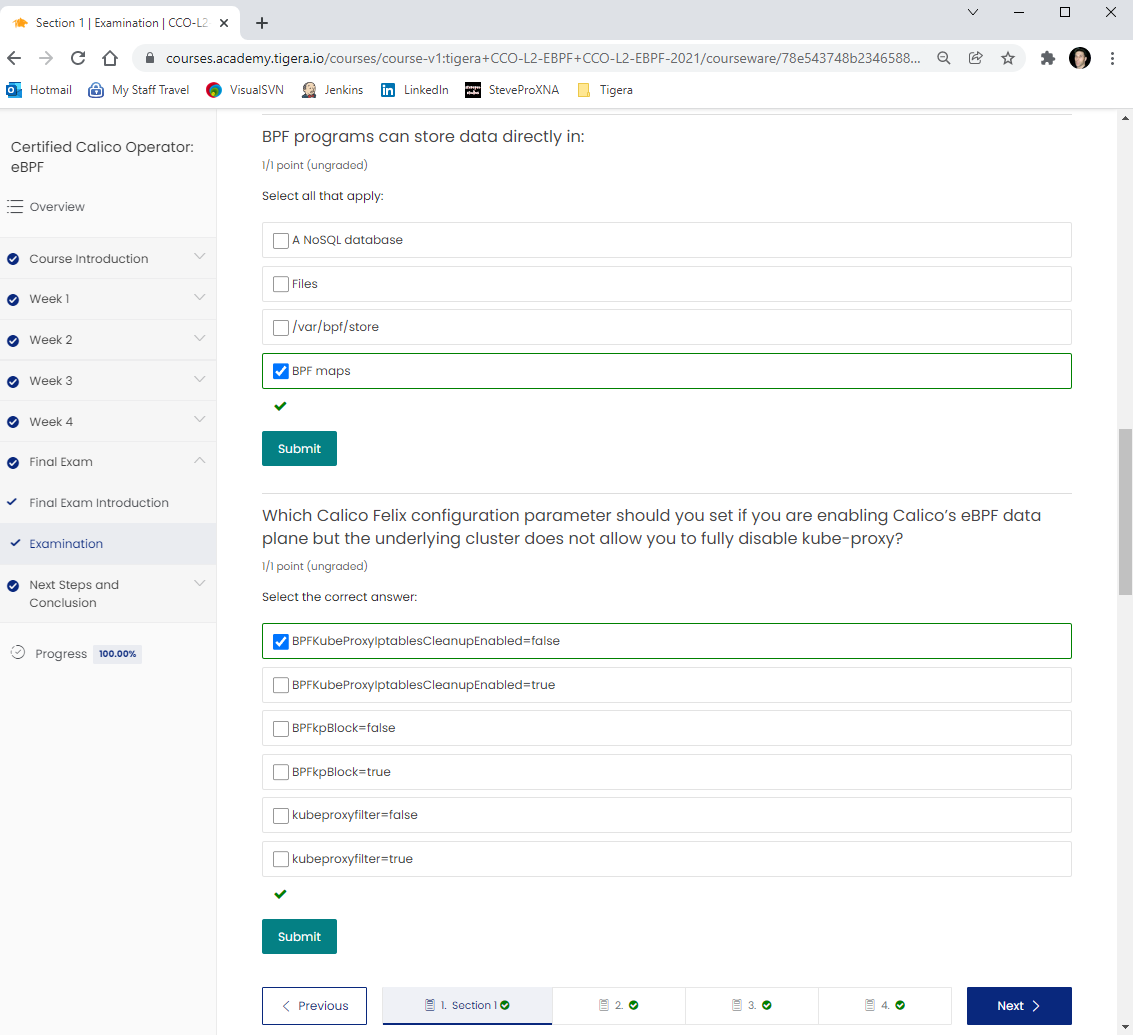 Section 1 | Examination | CCO-L2
courses.academy.tigera.io/courses/course-v1:tigera+CCO-L2-EBPF+CCO-L2-EBPF-2021/courseware/78e543748b2346588...
Hotmail My Staff Travel VisualSVN Jenkins LinkedIn SteveProXNA Tigera
Certified Calico Operator:
eBPF
Overview
Course Introduction
Week 1
Week 2
Week 3
Week 4
Final Exam
Final Exam Introduction
Examination
Next Steps and
Conclusion
Progress 100.00%
BPF programs can store data directly in:
1/1 point (ungraded)
Select all that apply:
A NoSQL database
Files
/var/bpf/store
BPF maps
Submit
Which Calico Felix configuration parameter should you set if you are enabling Calico’s eBPF data
plane but the underlying cluster does not allow you to fully disable kube-proxy?
1/1 point (ungraded)
Select the correct answer:
BPFKubeProxyIptablesCleanupEnabled=false
BPFKubeProxyIptablesCleanupEnabled=true
BPFkpBlock=false
BPFkpBlock=true
kubeproxyfilter=false
kubeproxyfilter=true
Submit
Previous 1. Section 1 2. 3. 4. Next